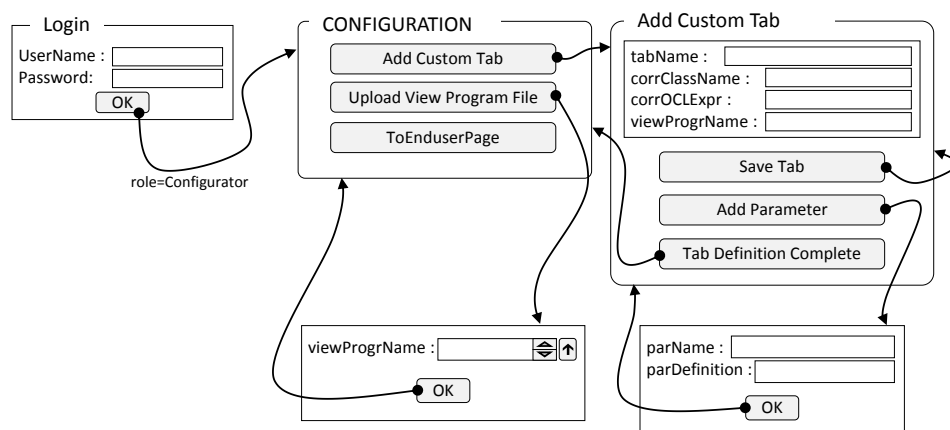 Login
UserName :
Password:
OK
role=Configurator
CONFIGURATION
Add Custom Tab
Upload View Program File
ToEnduserPage
Add Custom Tab
tabName :
corrClassName :
corrOCLExpr :
viewProgrName :
Save Tab
Add Parameter
Tab Definition Complete
viewProgrName :
OK
parName :
parDefinition :
OK